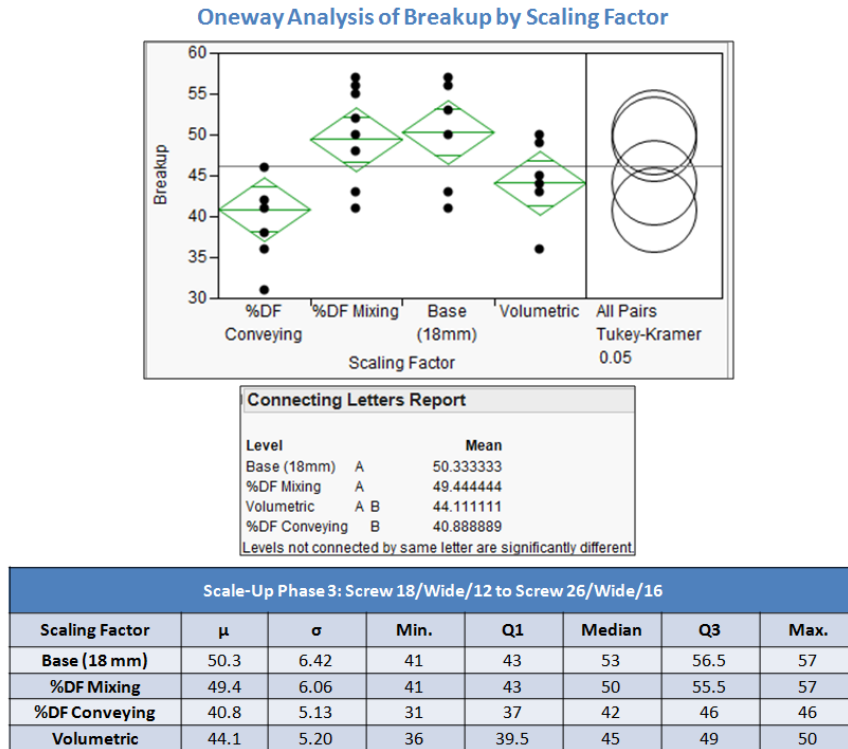 Oneway Analysis of Breakup by Scaling Factor
60
55
50
45
40
35
30
Breakup
%DF Conveying
%DF Mixing
Base (18mm)
Volumetric
All Pairs
Tukey-Kramer
0.05
Scaling Factor
Connecting Letters Report
Level Mean
Base (18mm) A 50.333333
%DF Mixing A 49.444444
Volumetric A B 44.111111
%DF Conveying B 40.888889
Levels not connected by same letter are significantly different.
Scale-Up Phase 3: Screw 18/Wide/12 to Screw 26/Wide/16
Scaling Factor μ σ Min. Q1 Median Q3 Max.
Base (18 mm) 50.3 6.42 41 43 53 56.5 57
%DF Mixing 49.4 6.06 41 43 50 55.5 57
%DF Conveying 40.8 5.13 31 37 42 46 46
Volumetric 44.1 5.20 36 39.5 45 49 50